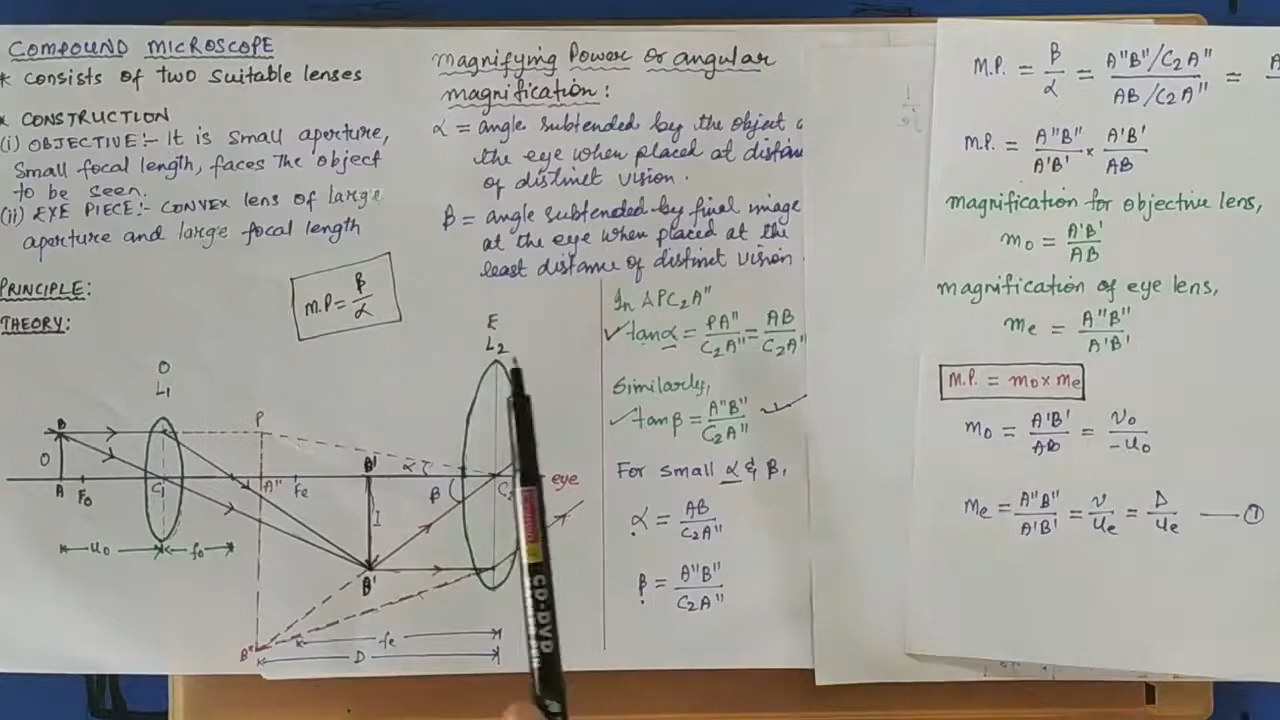 COMPOUND MICROSCOPE
* Consists of two suitable lenses
* CONSTRUCTION
(i) OBJECTIVE:- It is small aperture,
Small focal length, faces The object
to be seen.
(ii) EYE PIECE:- CONVEX lens of large
aperture and large focal length
PRINCIPLE:
THEORY:
M.P = β/α
O
L1
E
L2
B
P
O
A
F0
C1
A"
Fe
A'
α
β
C2
eye
I
B'
u0
f0
B"
fe
D
magnifying Power or angular
magnification:
α = angle subtended by the object
the eye when placed at
of distinct vision.
β = angle subtended by final image
at the eye when placed at the
least distance of distinct vision
In ΔPC2A"
✓tanα = PA"/C2A" = AB/C2A"
Similarly,
✓tanβ = A"B"/C2A" ✓
For small α & β,
α = AB/C2A"
β = A"B"/C2A"
M.P. = β/α = A"B"/C2A" / AB/C2A" =
M.P. = A"B"/A'B' × A'B'/AB
magnification for objective lens,
m0 = A'B'/AB
magnification of eye lens,
me = A"B"/A'B'
M.P. = m0 x me
m0 = A'B'/AB = v0/-u0
Me = A"B"/A'B' = v/ue = D/ue —— ①
CD-DVD